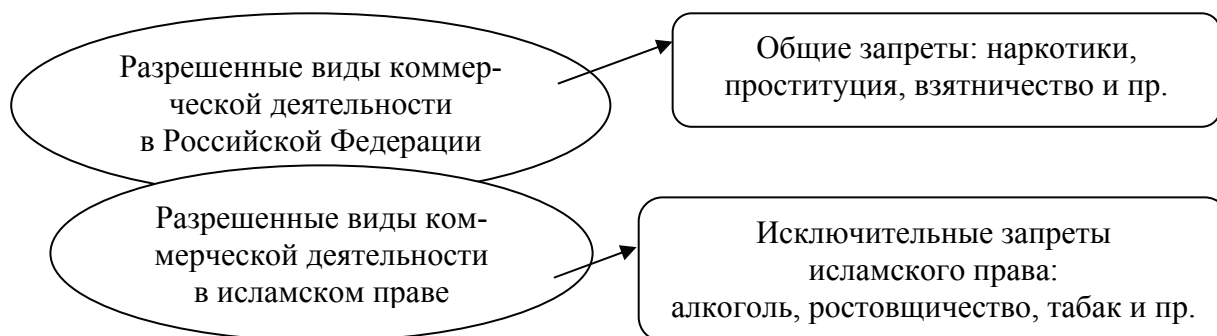 Разрешенные виды коммер-
ческой деятельности
в Российской Федерации
Общие запреты: наркотики,
проституция, взятничество и пр.
Разрешенные виды ком-
мерческой деятельности
в исламском праве
Исключительные запреты
исламского права:
алкоголь, ростовщичество, табак и пр.